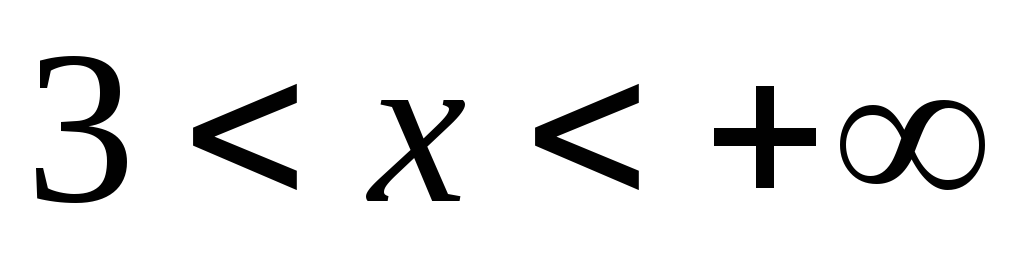 3 < x < +∞